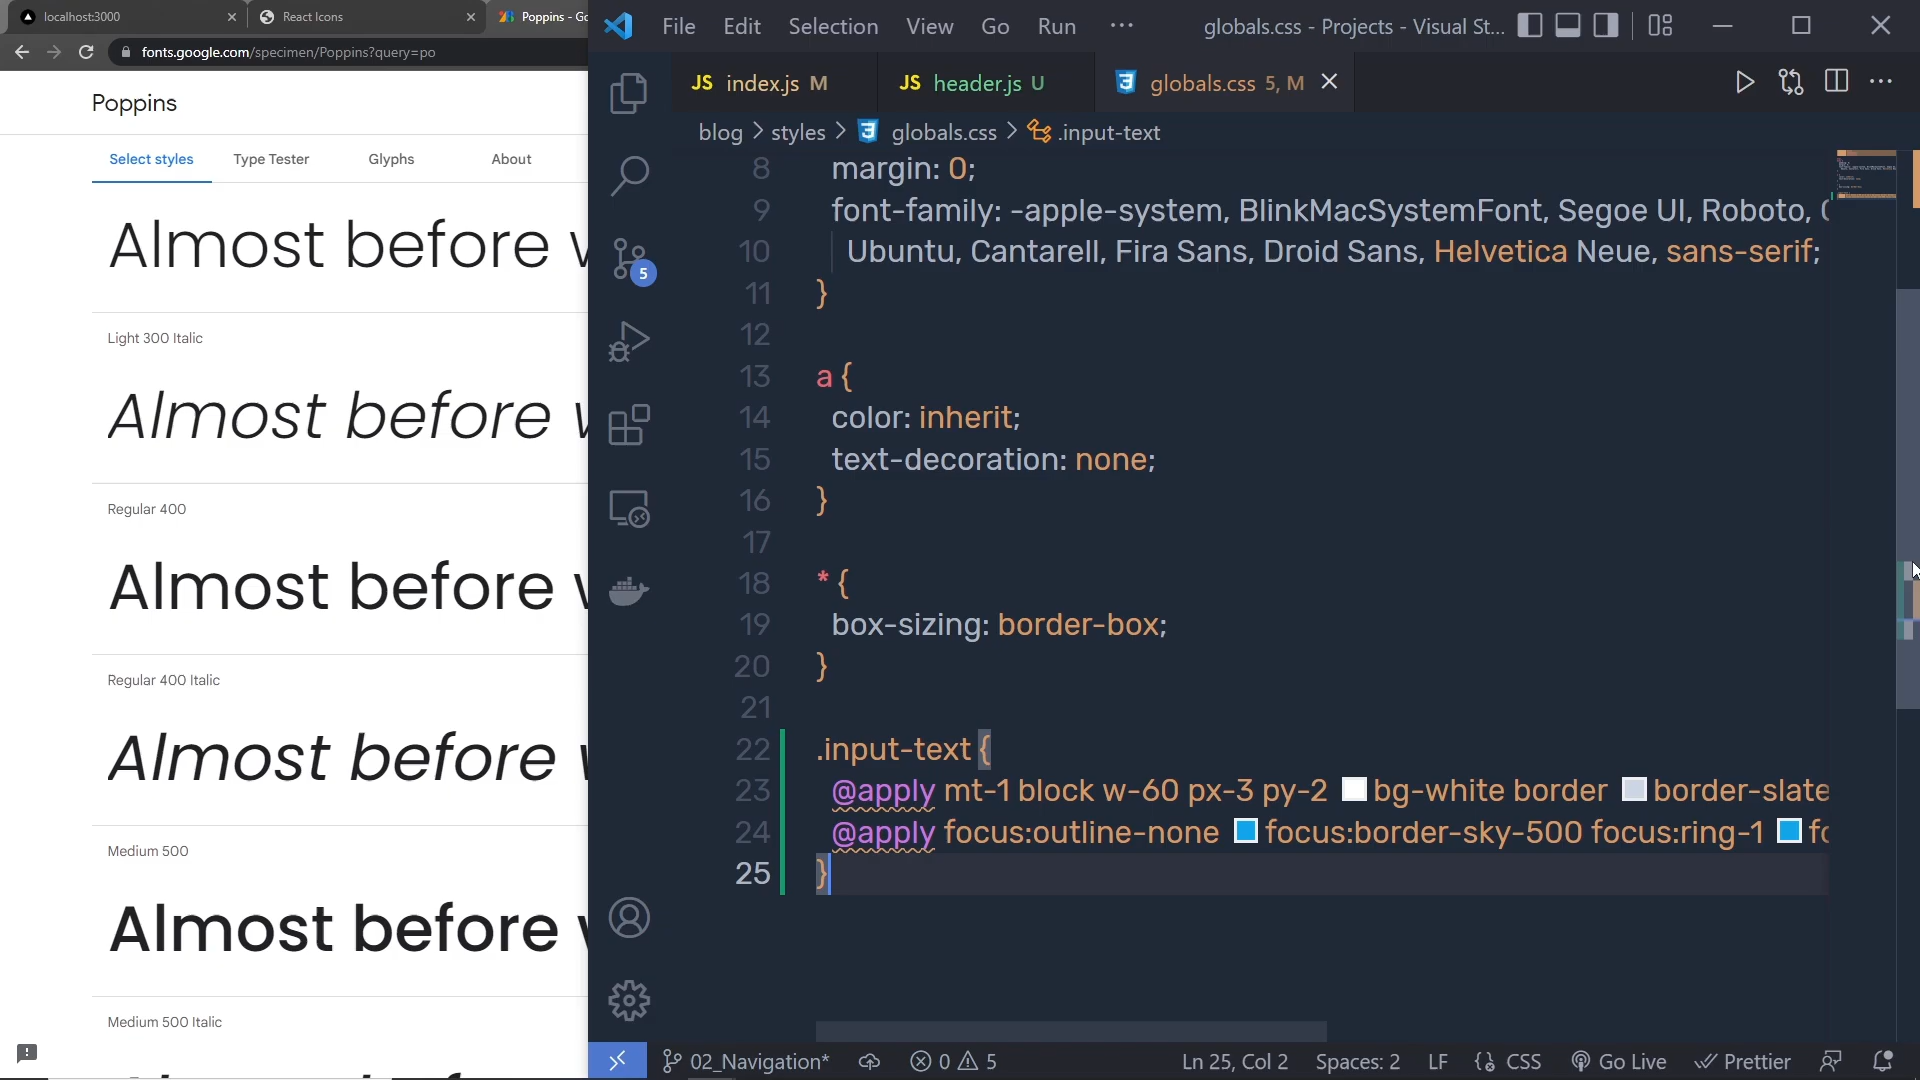 localhost:3000
React Icons
Poppins - Go
fonts.google.com/specimen/Poppins?query=po
Poppins
Select styles
Type Tester
Glyphs
About
Almost before w
Light 300 Italic
Almost before w
Regular 400
Almost before w
Regular 400 Italic
Almost before w
Medium 500
Almost before w
Medium 500 Italic
File Edit Selection View Go Run ···
globals.css - Projects - Visual St...
JS index.js M
JS header.js U
globals.css 5, M
blog > styles > globals.css > .input-text
5
8 margin: 0;
9 font-family: -apple-system, BlinkMacSystemFont, Segoe UI, Roboto,
10 Ubuntu, Cantarell, Fira Sans, Droid Sans, Helvetica Neue, sans-serif;
11 }
12
13 a {
14 color: inherit;
15 text-decoration: none;
16 }
17
18 * {
19 box-sizing: border-box;
20 }
21
22 .input-text {
23 @apply mt-1 block w-60 px-3 py-2 bg-white border border-slate
24 @apply focus:outline-none focus:border-sky-500 focus:ring-1 fo
25 }
02_Navigation*
0 5
Ln 25, Col 2
Spaces: 2
LF
{} CSS
Go Live
Prettier